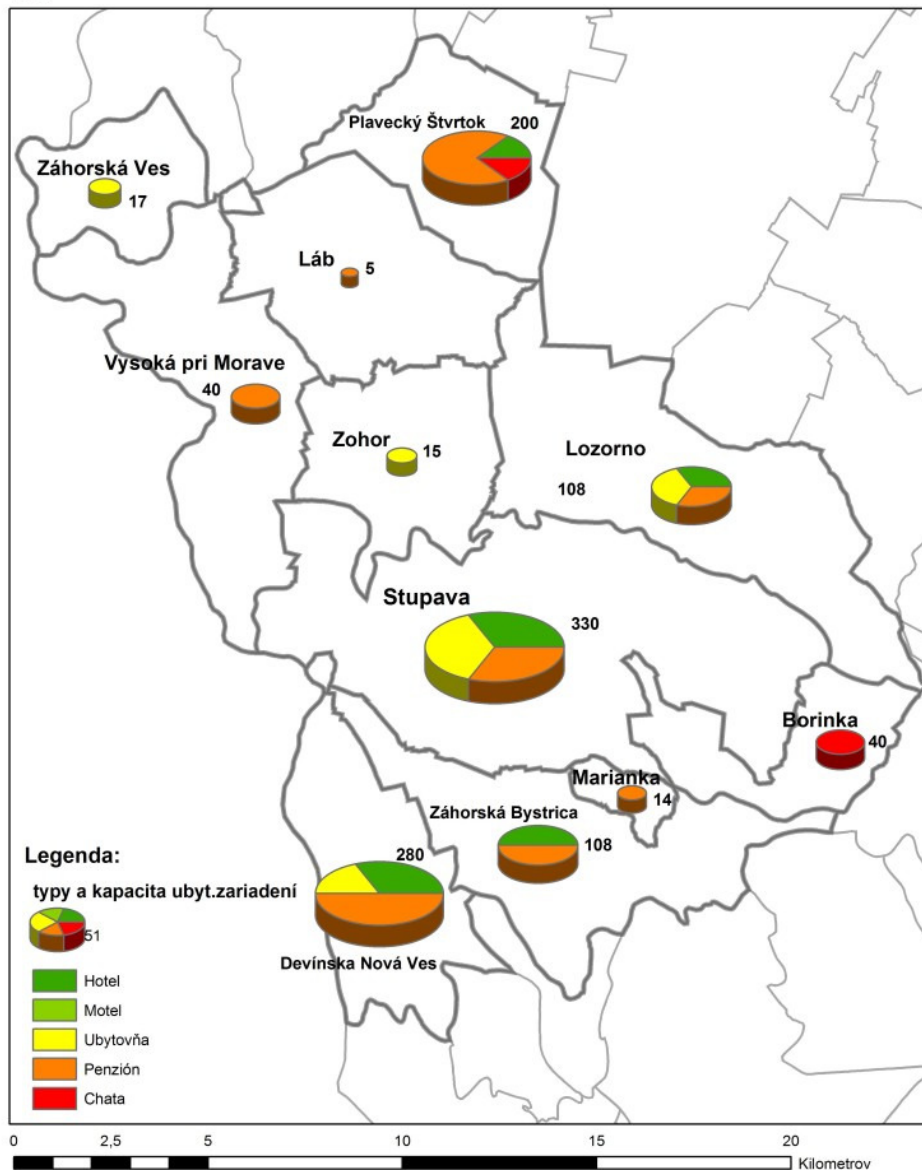 Plavecký Štvrtok 200
Záhorská Ves
17
Láb 5
Vysoká pri Morave
40
Zohor 15
Lozorno
108
Stupava
330
Borinka
40
Marianka
14
Záhorská Bystrica
108
280
Devínska Nová Ves
Legenda:
typy a kapacita ubyt.zariadení
51
Hotel
Motel
Ubytovňa
Penzión
Chata
0 2,5 5 10 15 20
Kilometrov